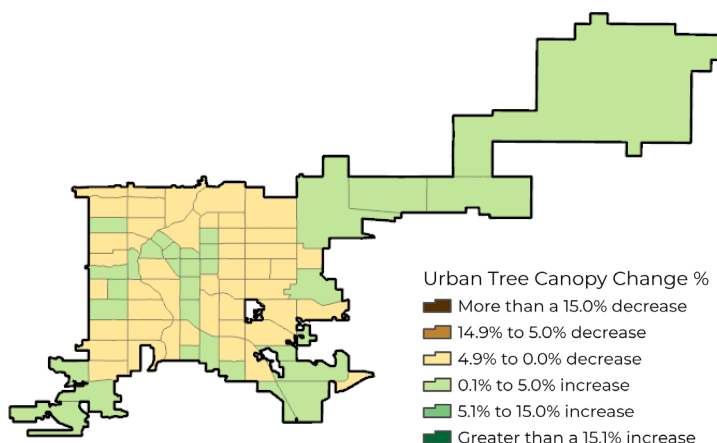 Urban Tree Canopy Change %
More than a 15.0% decrease
14.9% to 5.0% decrease
4.9% to 0.0% decrease
0.1% to 5.0% increase
5.1% to 15.0% increase
Greater than a 15.1% increase